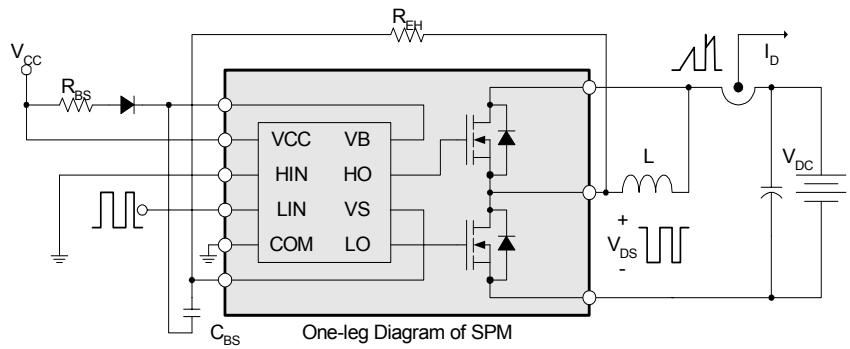 R_EH
V_CC
I_D
R_BS
VCC VB
HIN HO
LIN VS
COM LO
L
V_DC
+
V_DS
-
C_BS
One-leg Diagram of SPM